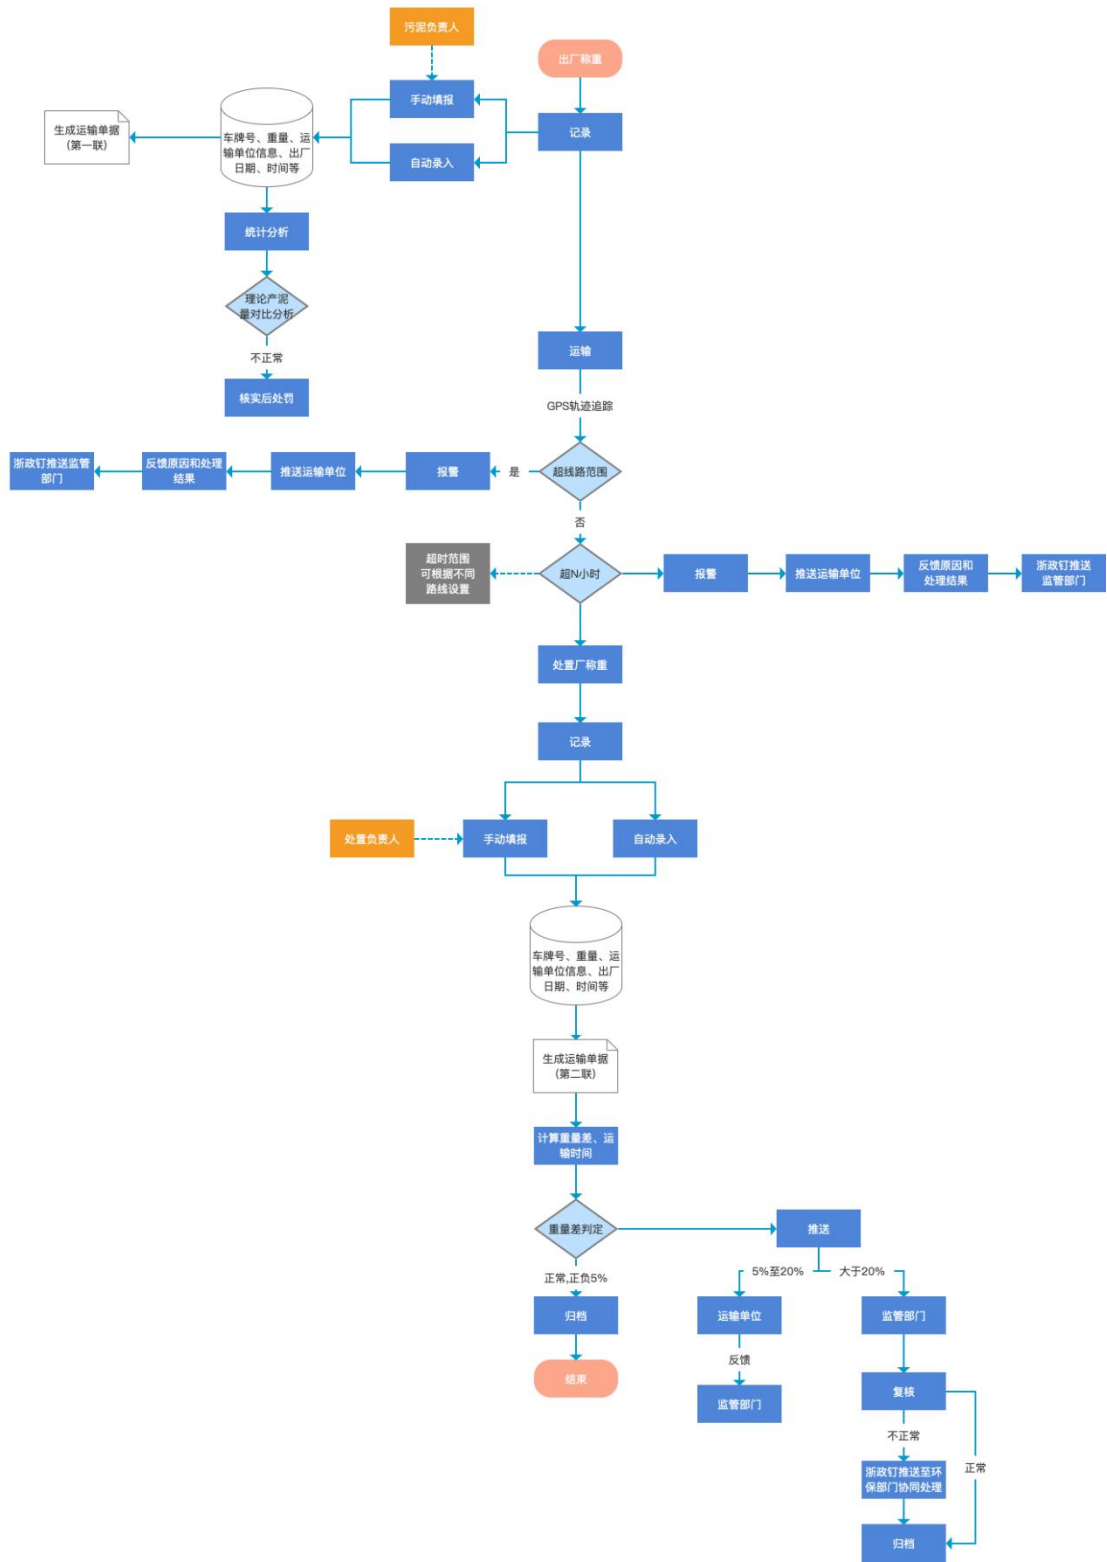 污泥负责人
出厂称重
手动填报
记录
生成运输单据
(第一联)
车牌号、重量、运
输单位信息、出厂
日期、时间等
自动录入
统计分析
理论产泥
量对比分析
不正常
核实后处罚
运输
GPS轨迹追踪
浙政钉推送监管
部门
反馈原因和处理
结果
推送运输单位
报警
是
超线路范围
否
超时范围
可根据不同
路线设置
超N小时
报警
推送运输单位
反馈原因和
处理结果
浙政钉推送
监管部门
处置厂称重
记录
处置负责人
手动填报
自动录入
车牌号、重量、运
输单位信息、出厂
日期、时间等
生成运输单据
(第二联)
计算重量差、运
输时间
重量差判定
推送
正常,正负5%
5%至20%
大于20%
归档
运输单位
监管部门
结束
反馈
监管部门
复核
不正常
正常
浙政钉推送至环
保部门协同处理
归档